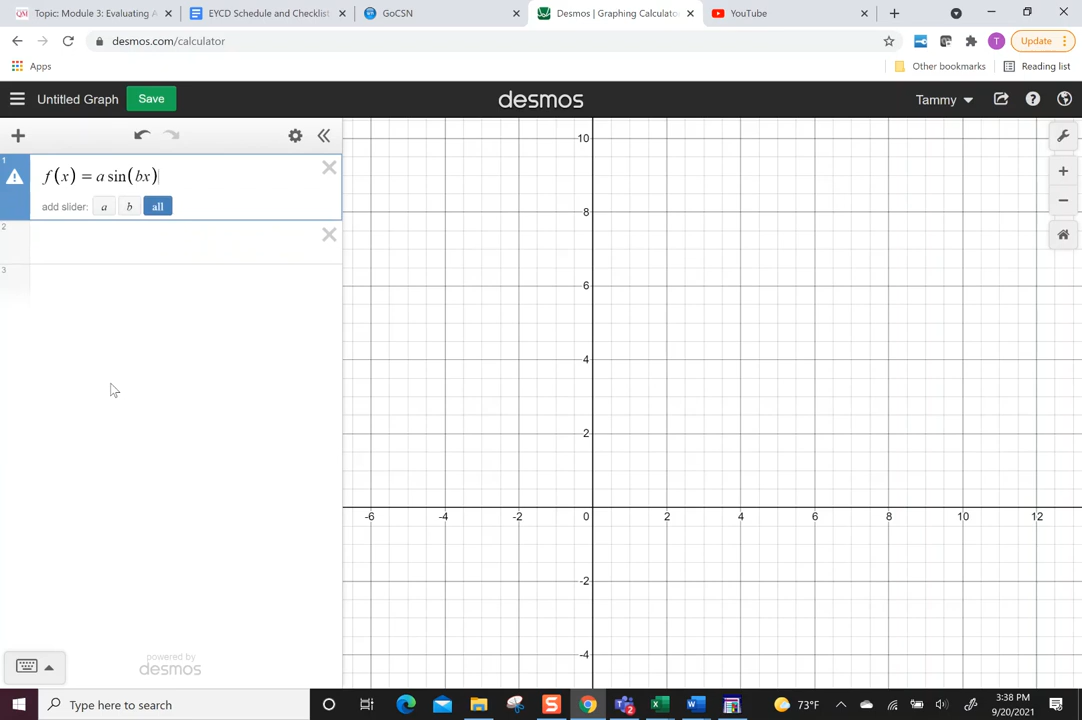 Topic: Module 3: Evaluating A
EYCD Schedule and Checklist
GoCSN
Desmos | Graphing Calculator
YouTube
desmos.com/calculator
T
Update
Apps
Other bookmarks
Reading list
Untitled Graph
Save
desmos
Tammy
1
f(x) = a sin(bx)
add slider: a b all
2
3
10
8
6
4
2
-6 -4 -2 0 2 4 6 8 10 12
-2
-4
powered by
desmos
Type here to search
73°F
3:38 PM
9/20/2021